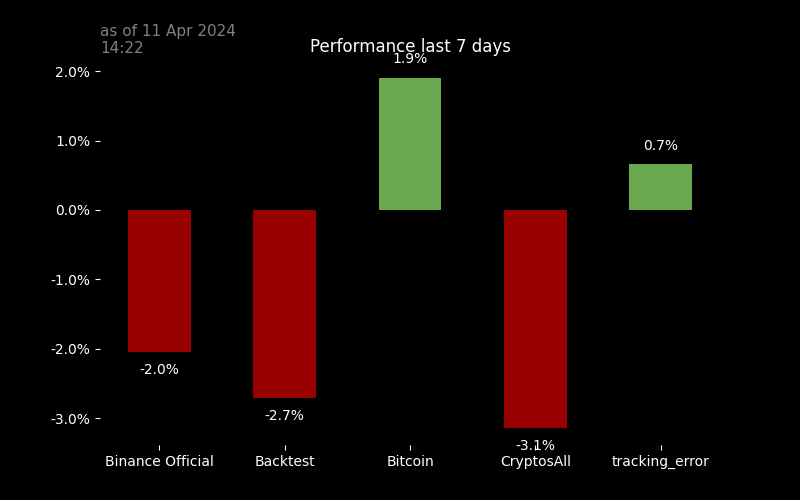 as of 11 Apr 2024
14:22
Performance last 7 days
2.0%
1.0%
0.0%
-1.0%
-2.0%
-3.0%
-2.0%
-2.7%
1.9%
-3.1%
0.7%
Binance Official
Backtest
Bitcoin
CryptosAll
tracking_error